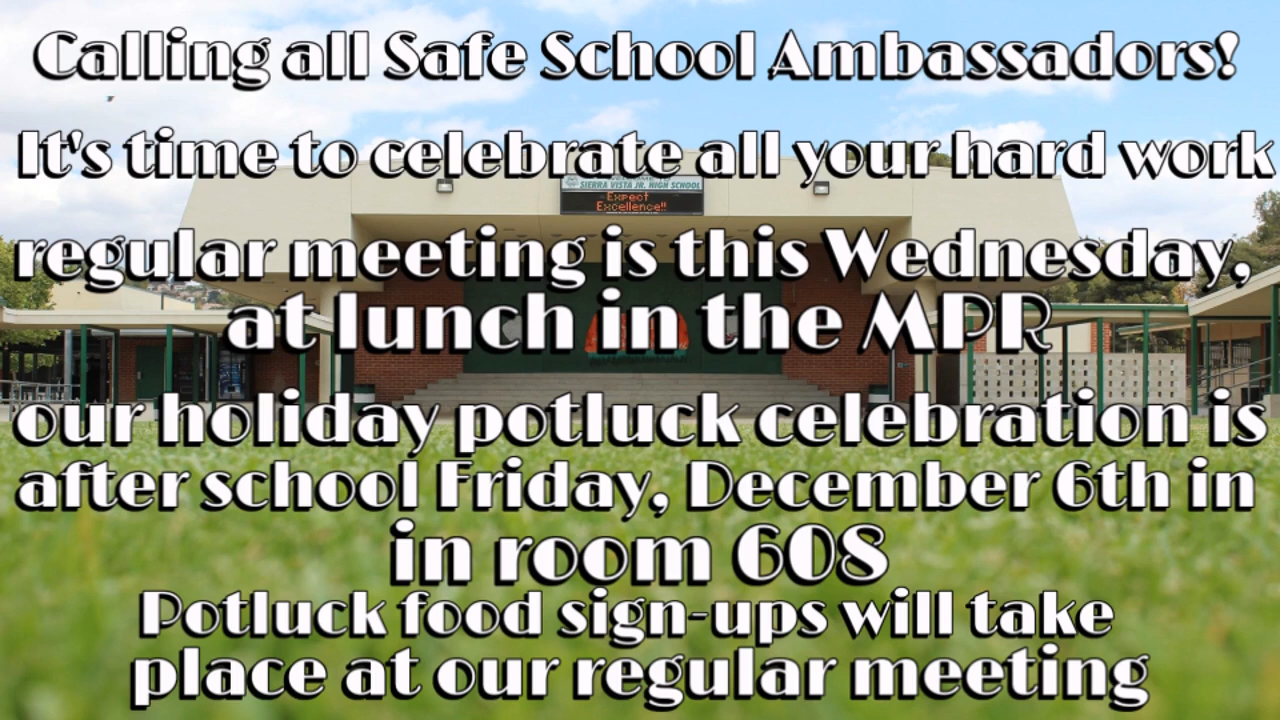 Calling all Safe School Ambassadors!
It's time to celebrate all your hard work
SIERRA VISTA JR. HIGH SCHOOL
Expect
Excellence!!
regular meeting is this Wednesday,
at lunch in the MPR
our holiday potluck celebration is
after school Friday, December 6th in
in room 608
Potluck food sign-ups will take
place at our regular meeting